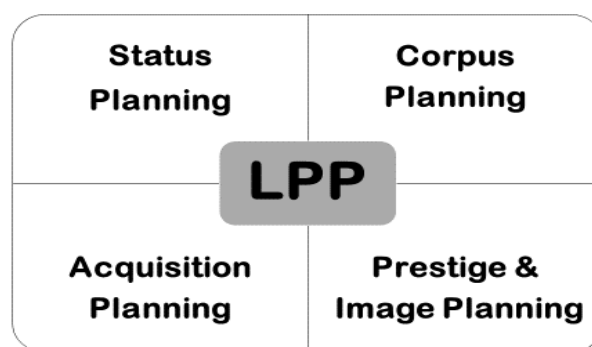 Status
Planning
Corpus
Planning
LPP
Acquisition
Planning
Prestige &
Image Planning